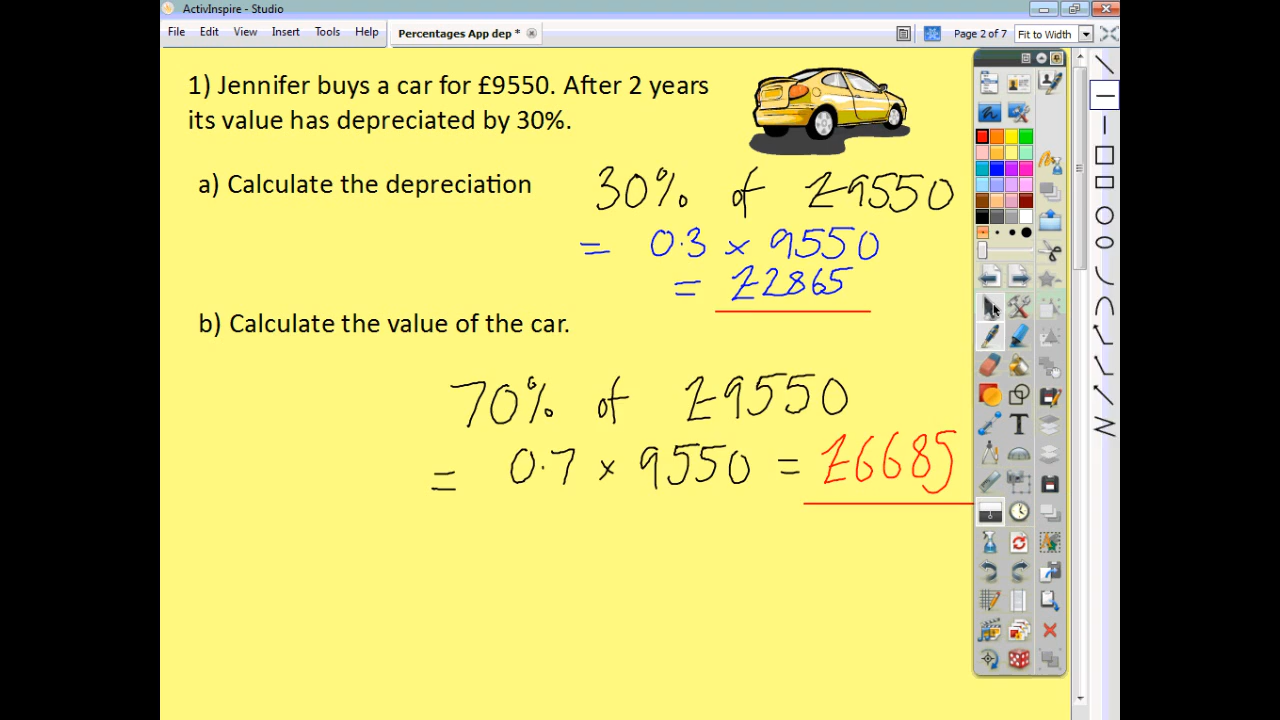 ActivInspire - Studio
File Edit View Insert Tools Help
Percentages App dep *
Page 2 of 7
Fit to Width
1) Jennifer buys a car for £9550. After 2 years
its value has depreciated by 30%.
a) Calculate the depreciation
30% of £9550
= 0.3 × 9550
= £2865
b) Calculate the value of the car.
70% of £9550
= 0.7 × 9550 = £6685